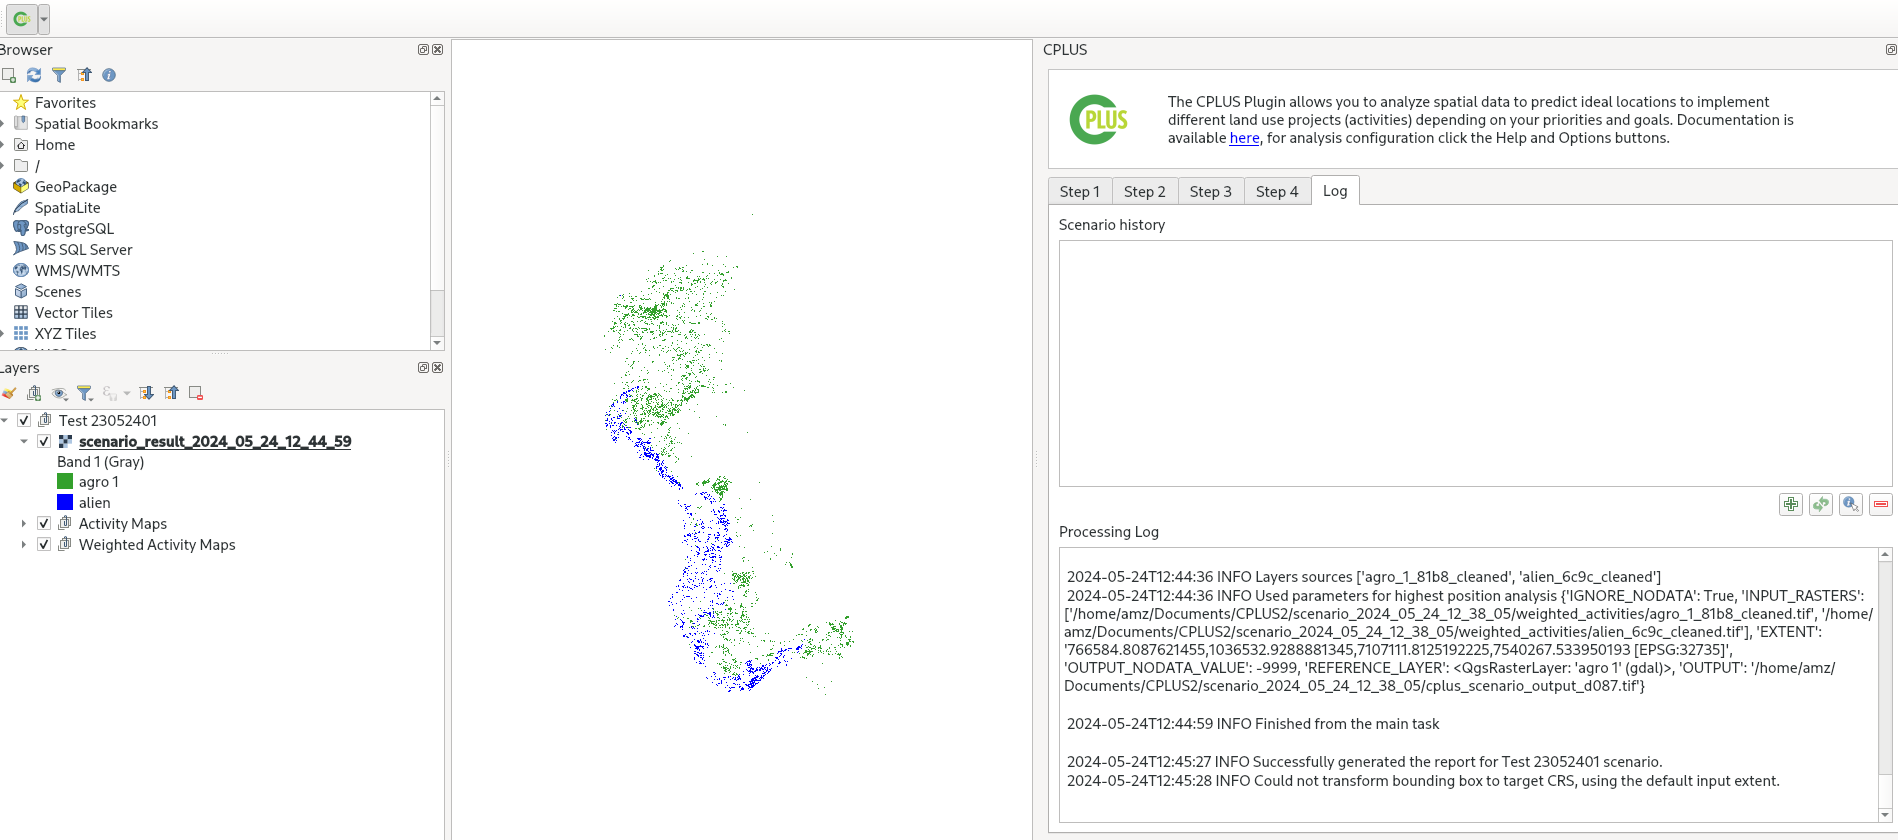 PLUS
Browser
Favorites
Spatial Bookmarks
Home
/
GeoPackage
SpatiaLite
PostgreSQL
MS SQL Server
WMS/WMTS
Scenes
Vector Tiles
XYZ Tiles
Layers
Test 23052401
scenario_result_2024_05_24_12_44_59
Band 1 (Gray)
agro 1
alien
Activity Maps
Weighted Activity Maps
CPLUS
PLUS
The CPLUS Plugin allows you to analyze spatial data to predict ideal locations to implement
different land use projects (activities) depending on your priorities and goals. Documentation is
available here, for analysis configuration click the Help and Options buttons.
Step 1 Step 2 Step 3 Step 4 Log
Scenario history
Processing Log
2024-05-24T12:44:36 INFO Layers sources ['agro_1_81b8_cleaned', 'alien_6c9c_cleaned']
2024-05-24T12:44:36 INFO Used parameters for highest position analysis {'IGNORE_NODATA': True, 'INPUT_RASTERS':
['/home/amz/Documents/CPLUS2/scenario_2024_05_24_12_38_05/weighted_activities/agro_1_81b8_cleaned.tif', '/home/
amz/Documents/CPLUS2/scenario_2024_05_24_12_38_05/weighted_activities/alien_6c9c_cleaned.tif'], 'EXTENT':
'766584.8087621455,1036532.9288881345,7107111.8125192225,7540267.533950193 [EPSG:32735]',
'OUTPUT_NODATA_VALUE': -9999, 'REFERENCE_LAYER': <QgsRasterLayer: 'agro 1' (gdal)>, 'OUTPUT': '/home/amz/
Documents/CPLUS2/scenario_2024_05_24_12_38_05/cplus_scenario_output_d087.tif'}
2024-05-24T12:44:59 INFO Finished from the main task
2024-05-24T12:45:27 INFO Successfully generated the report for Test 23052401 scenario.
2024-05-24T12:45:28 INFO Could not transform bounding box to target CRS, using the default input extent.